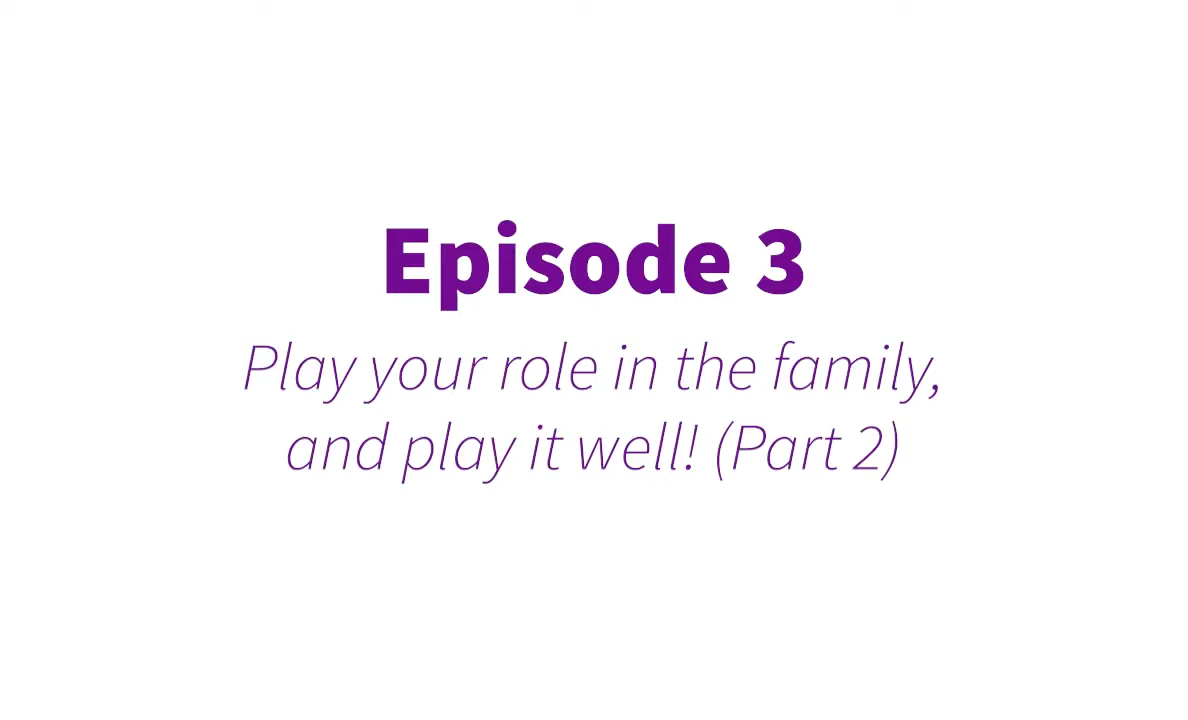 Episode 3
Play your role in the family,
and play it well! (Part 2)